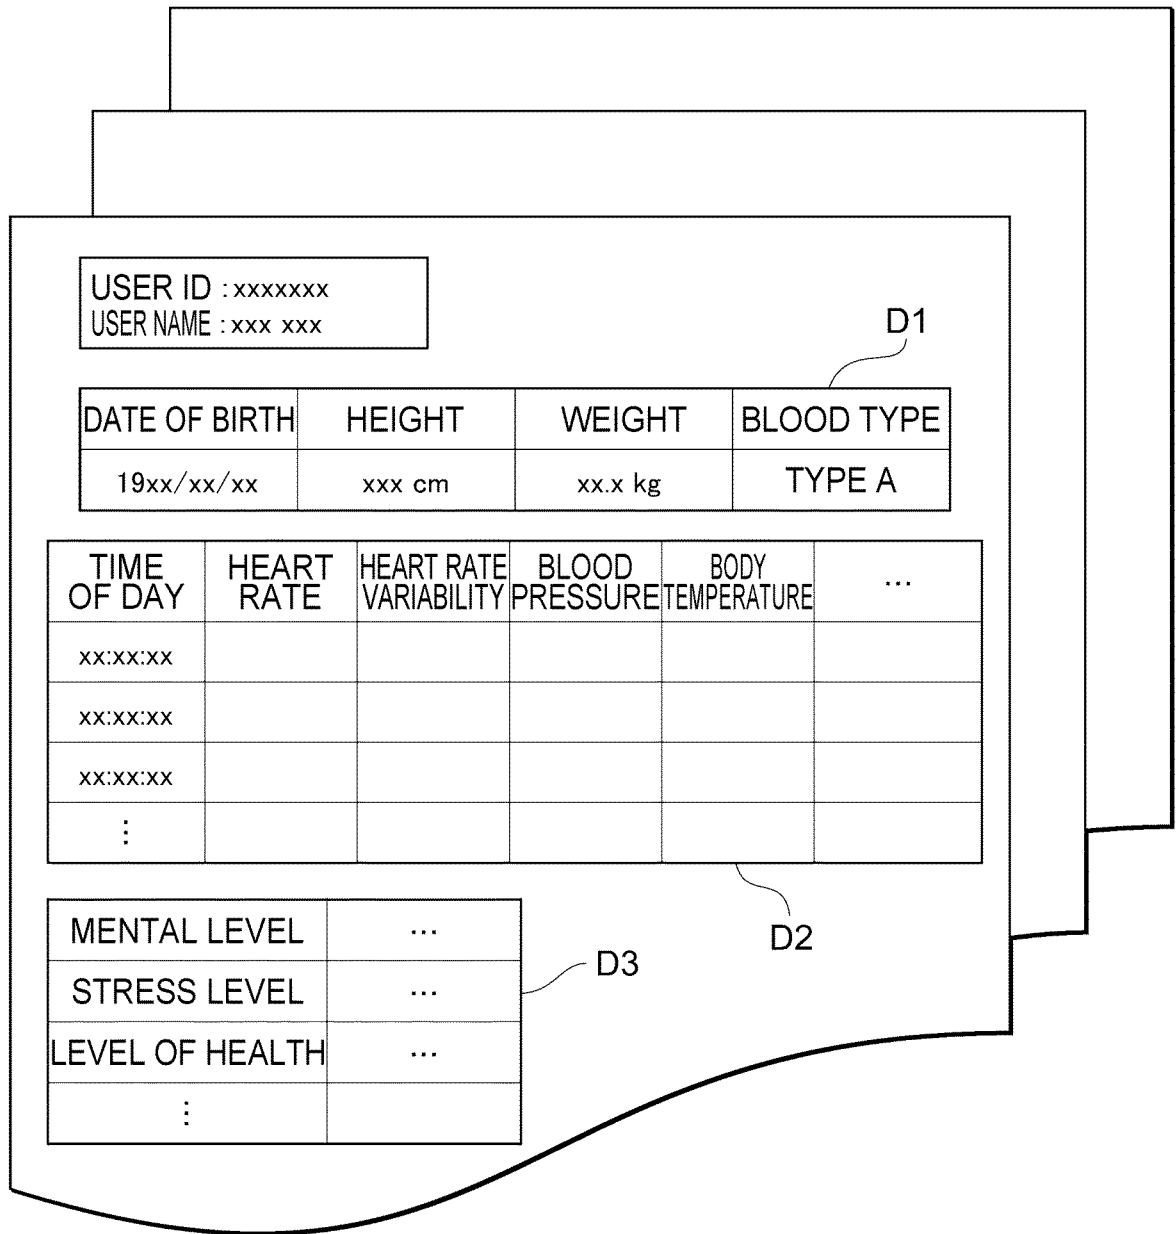 USER ID : xxxxxxx
USER NAME : xxx xxx
D1
DATE OF BIRTH HEIGHT WEIGHT BLOOD TYPE
19xx/xx/xx xxx cm xx.x kg TYPE A
TIME OF DAY HEART RATE HEART RATE VARIABILITY BLOOD PRESSURE BODY TEMPERATURE ...
xx:xx:xx
xx:xx:xx
xx:xx:xx
⋮
D2
MENTAL LEVEL ...
D3
STRESS LEVEL ...
LEVEL OF HEALTH ...
⋮